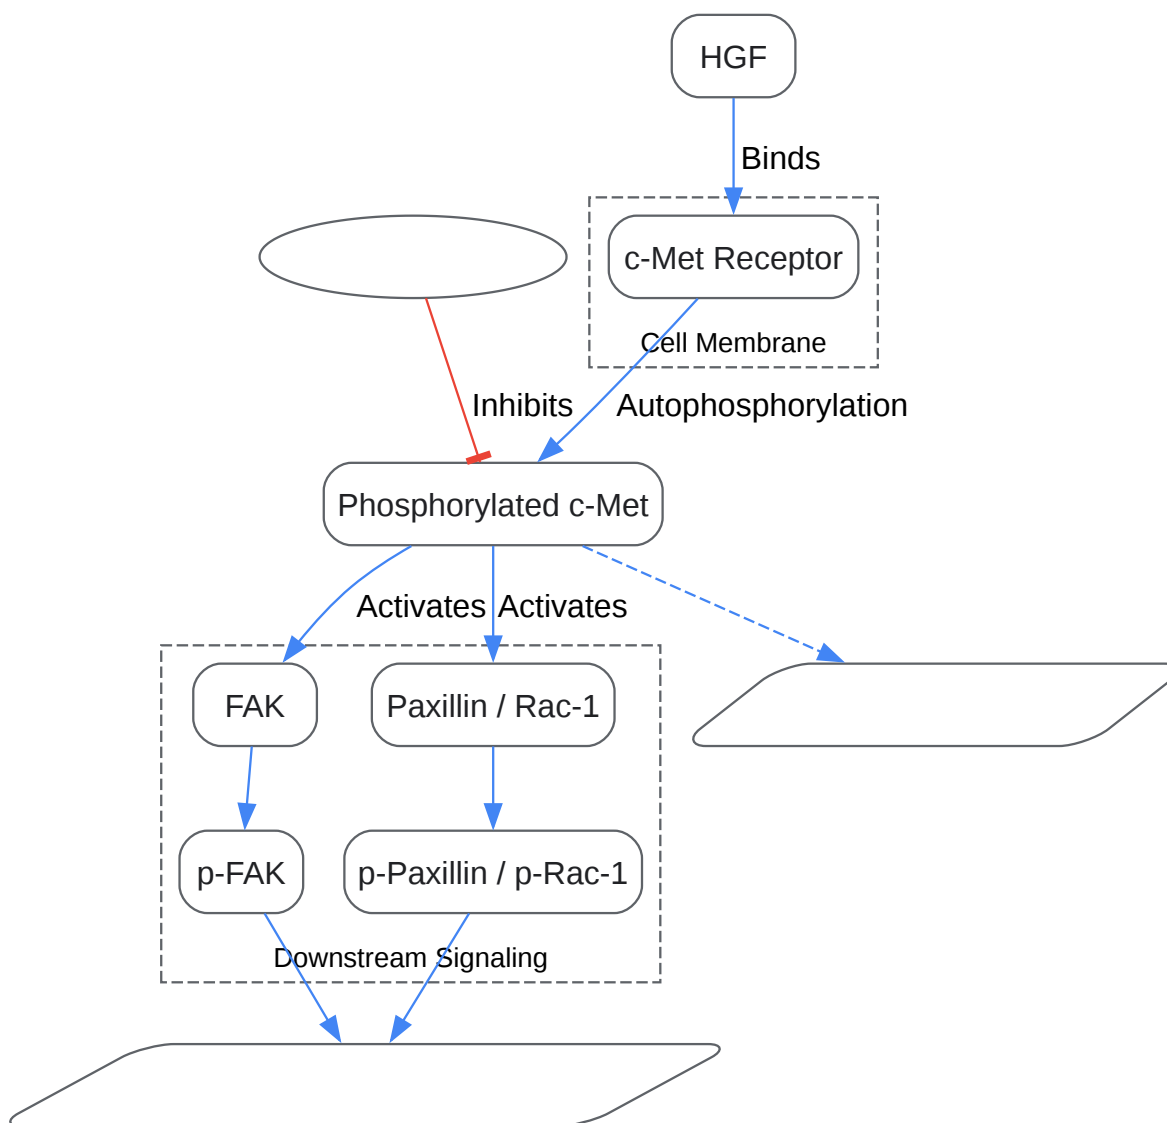 HGF
Binds
c-Met Receptor
Cell Membrane
Inhibits
Autophosphorylation
Phosphorylated c-Met
Activates
Activates
FAK
Paxillin / Rac-1
p-FAK
p-Paxillin / p-Rac-1
Downstream Signaling